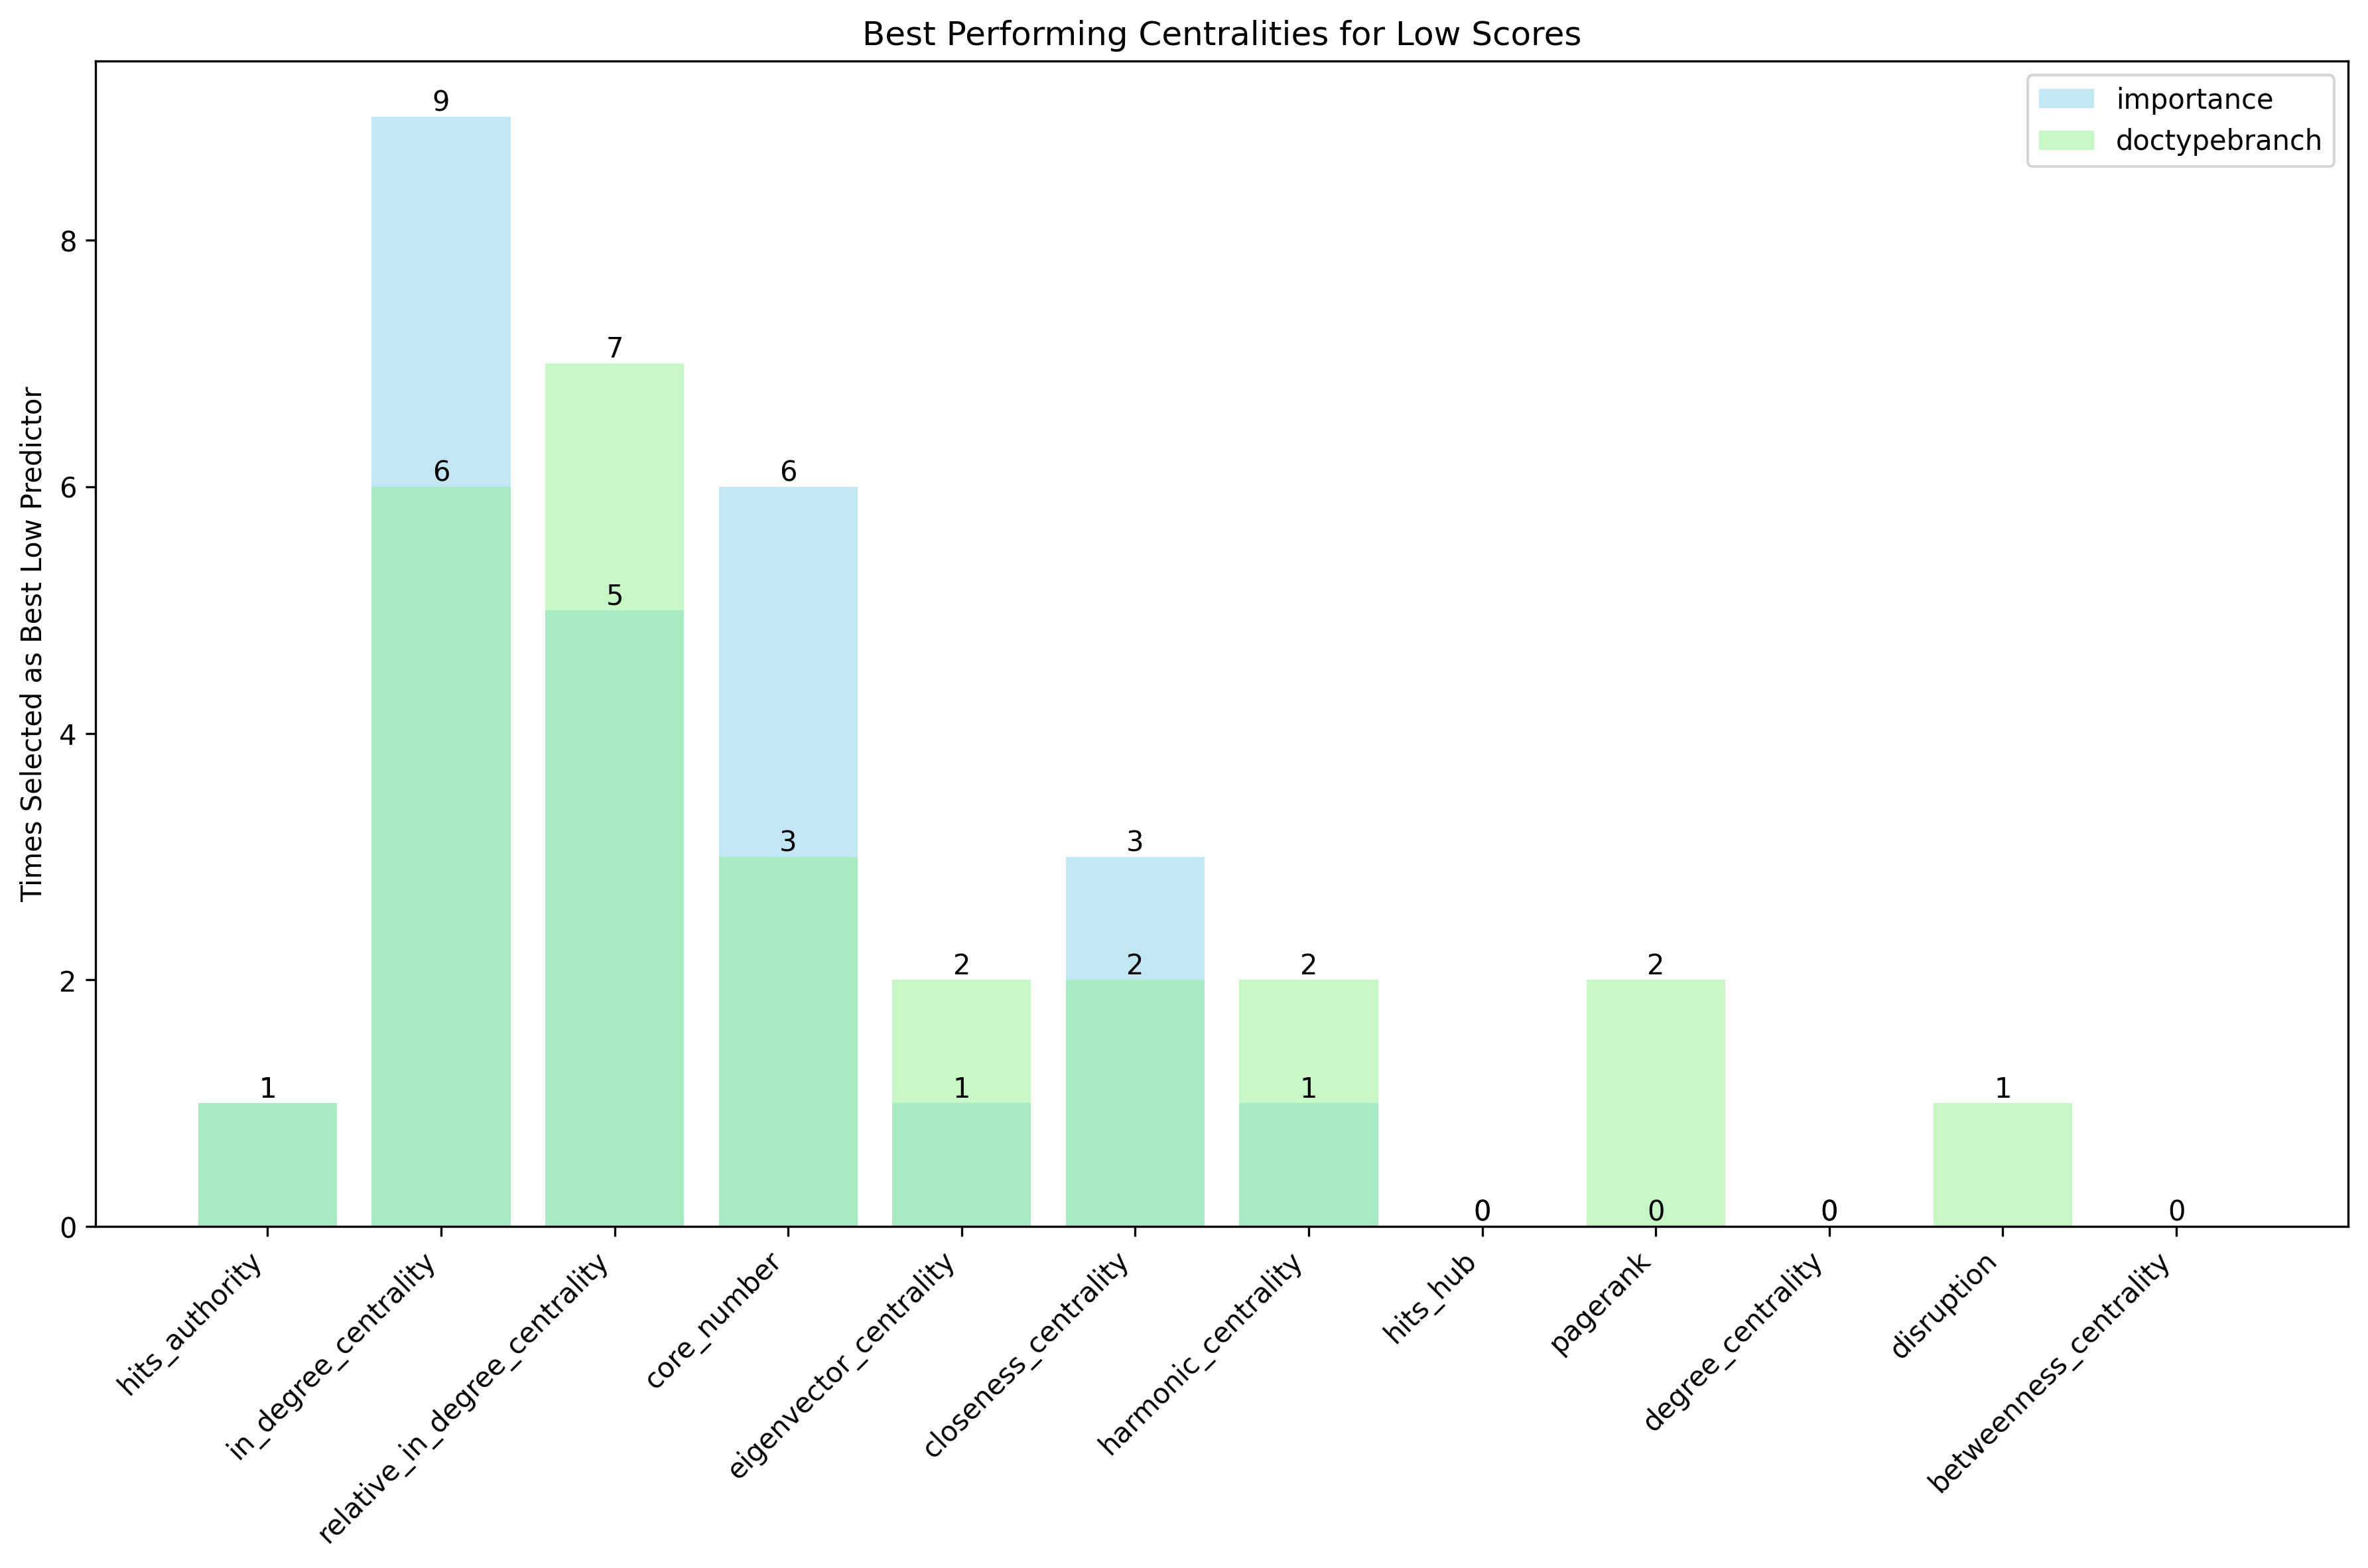 Best Performing Centralities for Low Scores
importance
doctypebranch
Times Selected as Best Low Predictor
8
6
4
2
0
9
6
7
5
6
3
2
1
3
2
2
1
1
0
2
0
0
1
0
hits_authority
in_degree_centrality
relative_in_degree_centrality
core_number
eigenvector_centrality
closeness_centrality
harmonic_centrality
hits_hub
pagerank
degree_centrality
disruption
betweenness_centrality